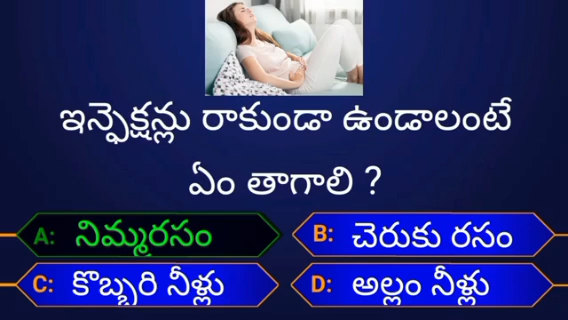 ఇన్ఫెక్షన్లు రాకుండా ఉండాలంటే
ఏం తాగాలి ?
A: నిమ్మరసం
B: చెరుకు రసం
C: కొబ్బరి నీళ్లు
D: అల్లం నీళ్లు